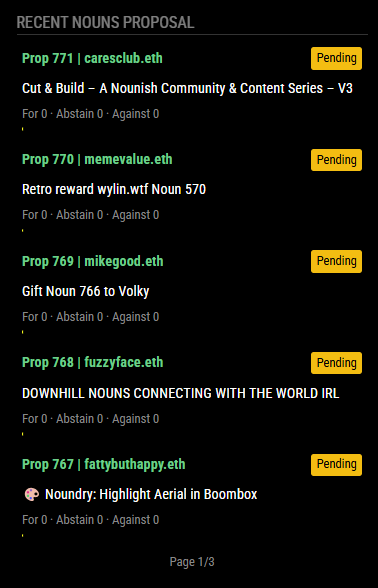 RECENT NOUNS PROPOSAL
Prop 771 | caresclub.eth Pending
Cut & Build – A Nounish Community & Content Series – V3
For 0 · Abstain 0 · Against 0
Prop 770 | memevalue.eth Pending
Retro reward wylin.wtf Noun 570
For 0 · Abstain 0 · Against 0
Prop 769 | mikegood.eth Pending
Gift Noun 766 to Volky
For 0 · Abstain 0 · Against 0
Prop 768 | fuzzyface.eth Pending
DOWNHILL NOUNS CONNECTING WITH THE WORLD IRL
For 0 · Abstain 0 · Against 0
Prop 767 | fattybuthappy.eth Pending
🎨 Noundry: Highlight Aerial in Boombox
For 0 · Abstain 0 · Against 0
Page 1/3